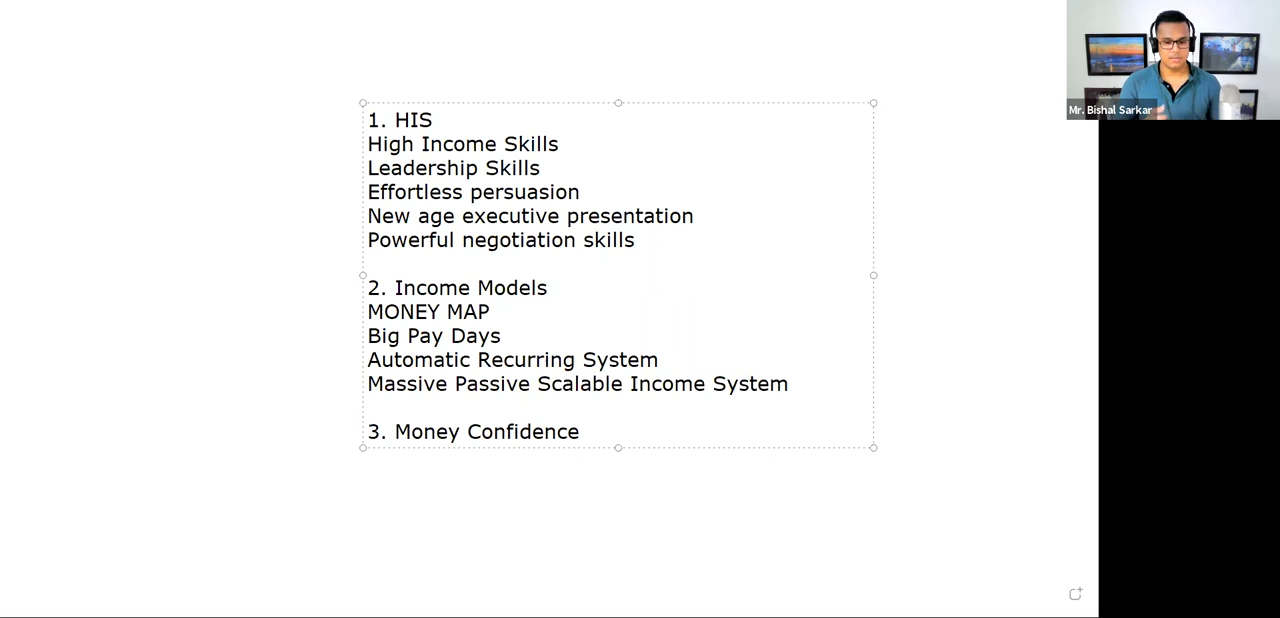 1. HIS
High Income Skills
Leadership Skills
Effortless persuasion
New age executive presentation
Powerful negotiation skills
2. Income Models
MONEY MAP
Big Pay Days
Automatic Recurring System
Massive Passive Scalable Income System
3. Money Confidence
Mr. Bishal Sarkar